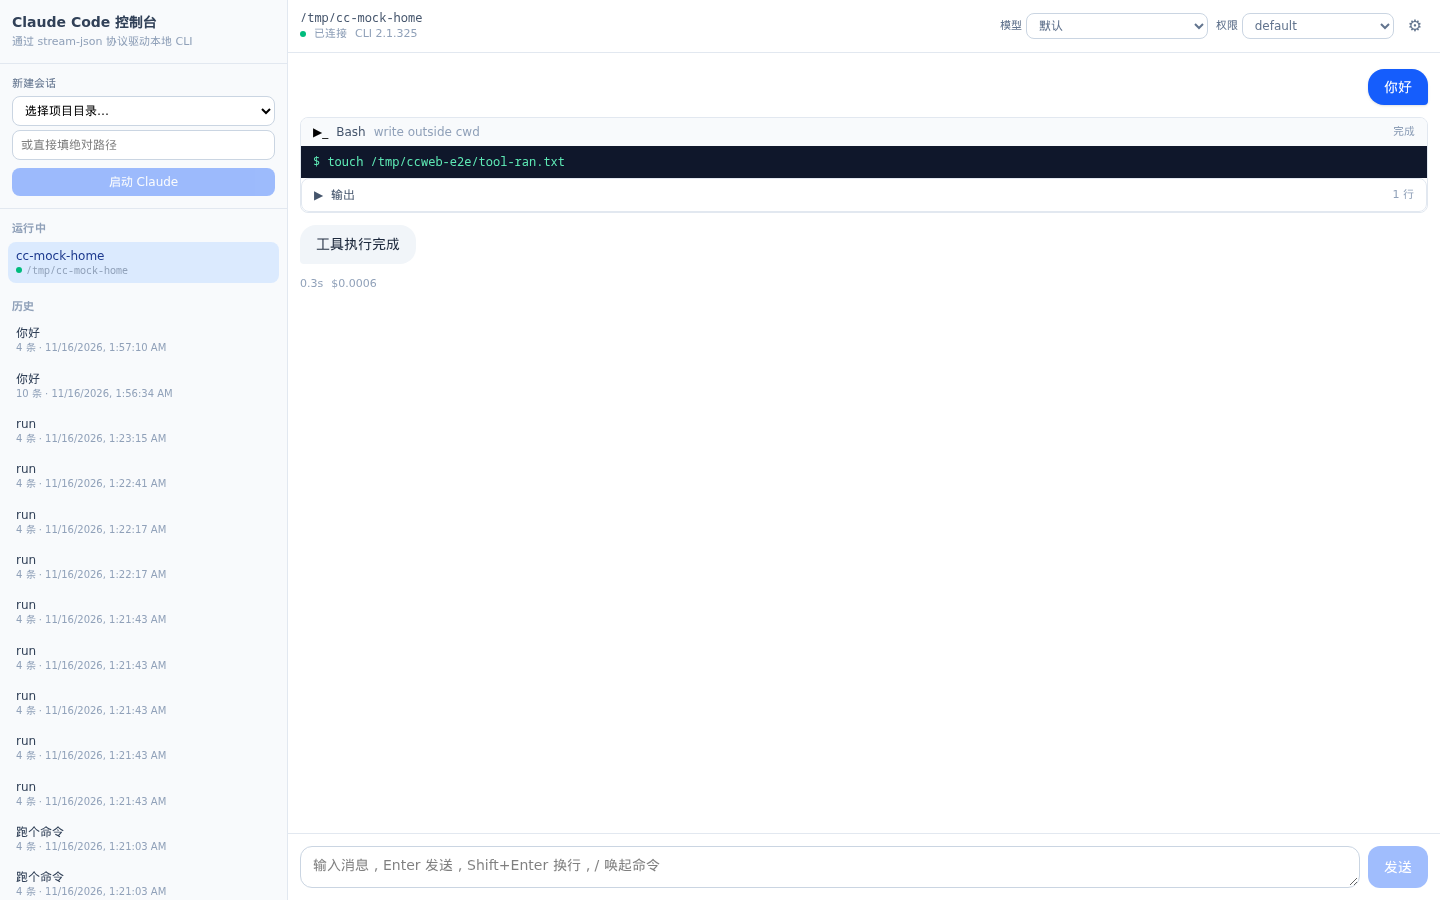 Claude Code 控制台
通过 stream-json 协议驱动本地 CLI
新建会话
选择项目目录...
或直接填绝对路径
启动 Claude
运行中
cc-mock-home
/tmp/cc-mock-home
历史
你好
4 条 · 11/16/2026, 1:57:10 AM
你好
10 条 · 11/16/2026, 1:56:34 AM
run
4 条 · 11/16/2026, 1:23:15 AM
run
4 条 · 11/16/2026, 1:22:41 AM
run
4 条 · 11/16/2026, 1:22:17 AM
run
4 条 · 11/16/2026, 1:22:17 AM
run
4 条 · 11/16/2026, 1:21:43 AM
run
4 条 · 11/16/2026, 1:21:43 AM
run
4 条 · 11/16/2026, 1:21:43 AM
run
4 条 · 11/16/2026, 1:21:43 AM
run
4 条 · 11/16/2026, 1:21:43 AM
跑个命令
4 条 · 11/16/2026, 1:21:03 AM
跑个命令
4 条 · 11/16/2026, 1:21:03 AM
/tmp/cc-mock-home
已连接 CLI 2.1.325
模型 默认 权限 default
你好
Bash write outside cwd 完成
$ touch /tmp/ccweb-e2e/tool-ran.txt
输出 1 行
工具执行完成
0.3s $0.0006
输入消息，Enter 发送，Shift+Enter 换行，/ 唤起命令
发送